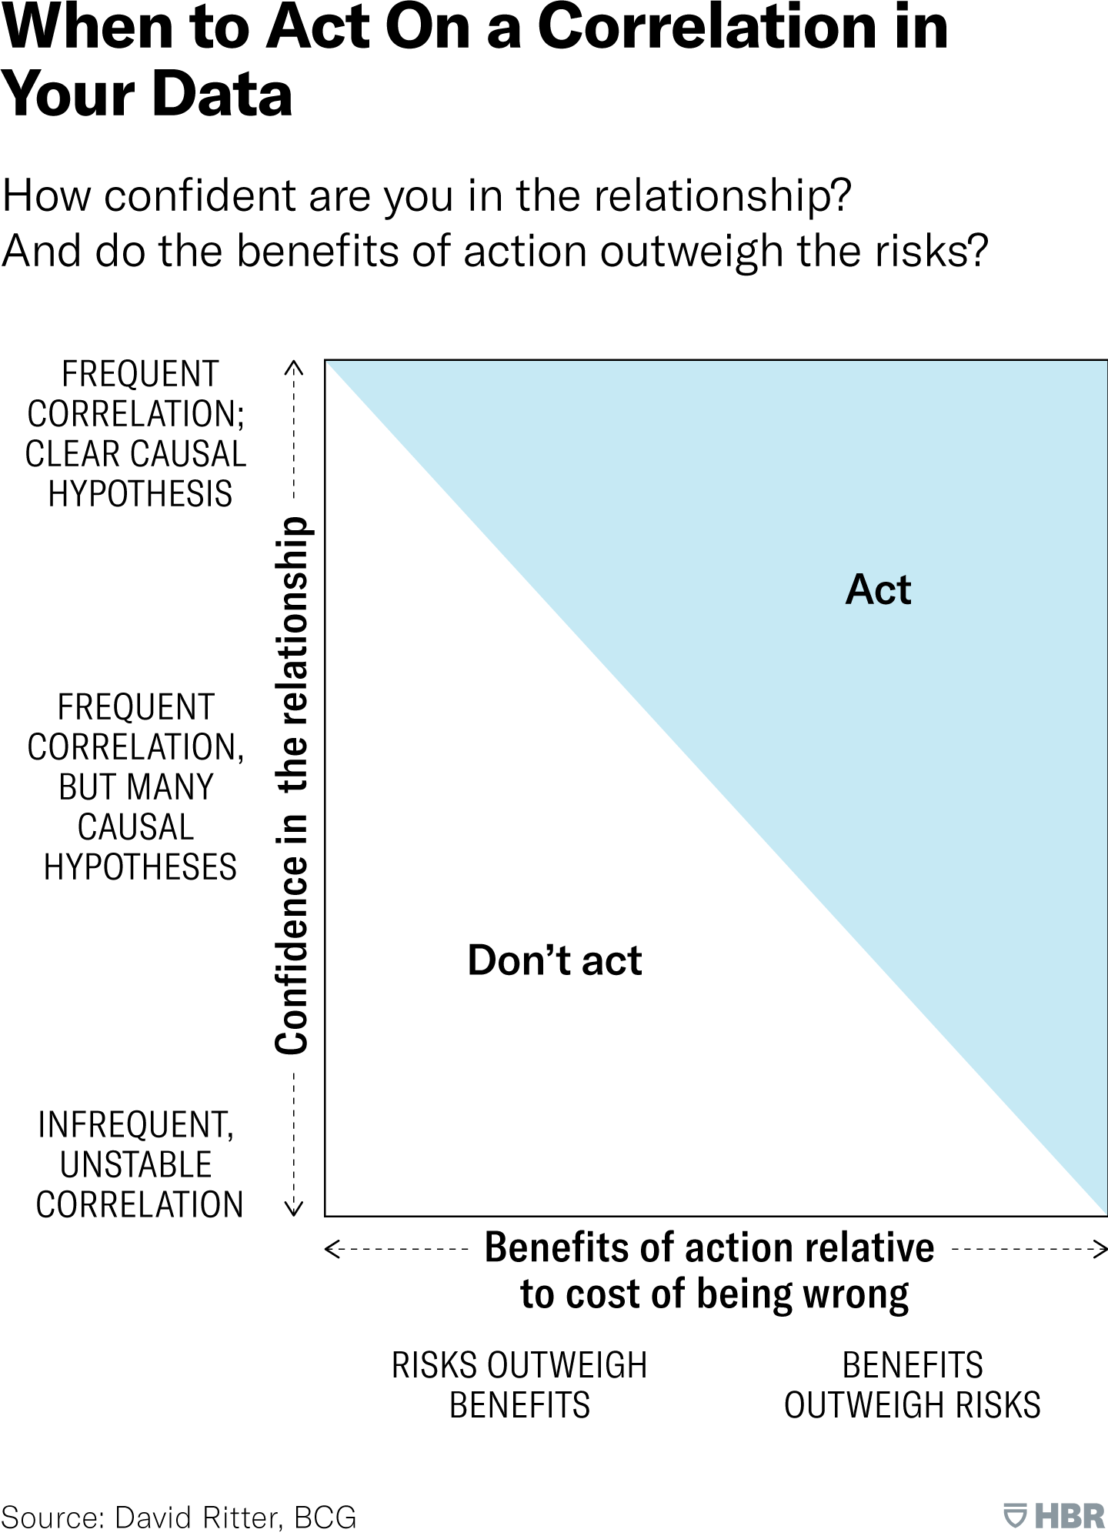 When to Act On a Correlation in
Your Data
How confident are you in the relationship?
And do the benefits of action outweigh the risks?
FREQUENT
CORRELATION;
CLEAR CAUSAL
HYPOTHESIS
FREQUENT
CORRELATION,
BUT MANY
CAUSAL
HYPOTHESES
INFREQUENT,
UNSTABLE
CORRELATION
Confidence in the relationship
Act
Don’t act
Benefits of action relative
to cost of being wrong
RISKS OUTWEIGH
BENEFITS
BENEFITS
OUTWEIGH RISKS
Source: David Ritter, BCG
HBR